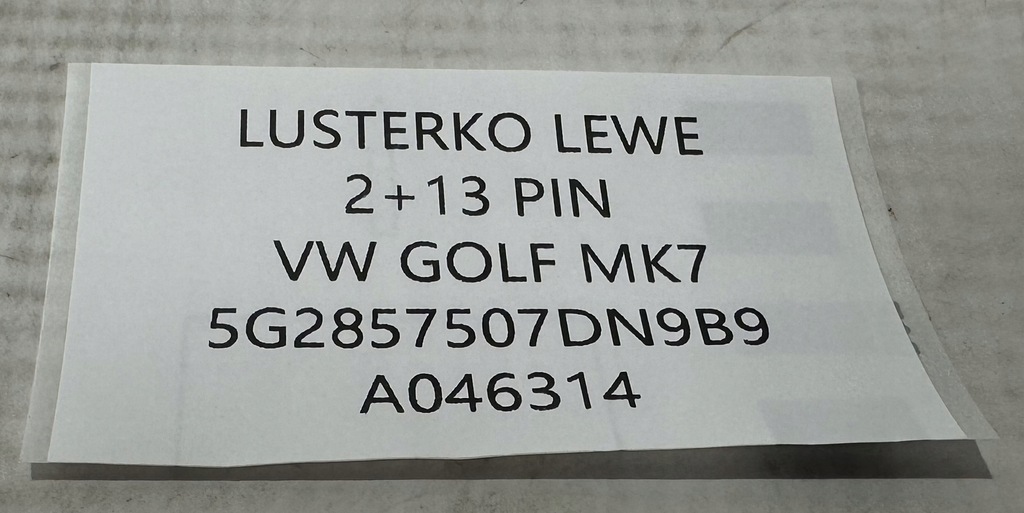 LUSTERKO LEWE
2+13 PIN
VW GOLF MK7
5G2857507DN9B9
A046314